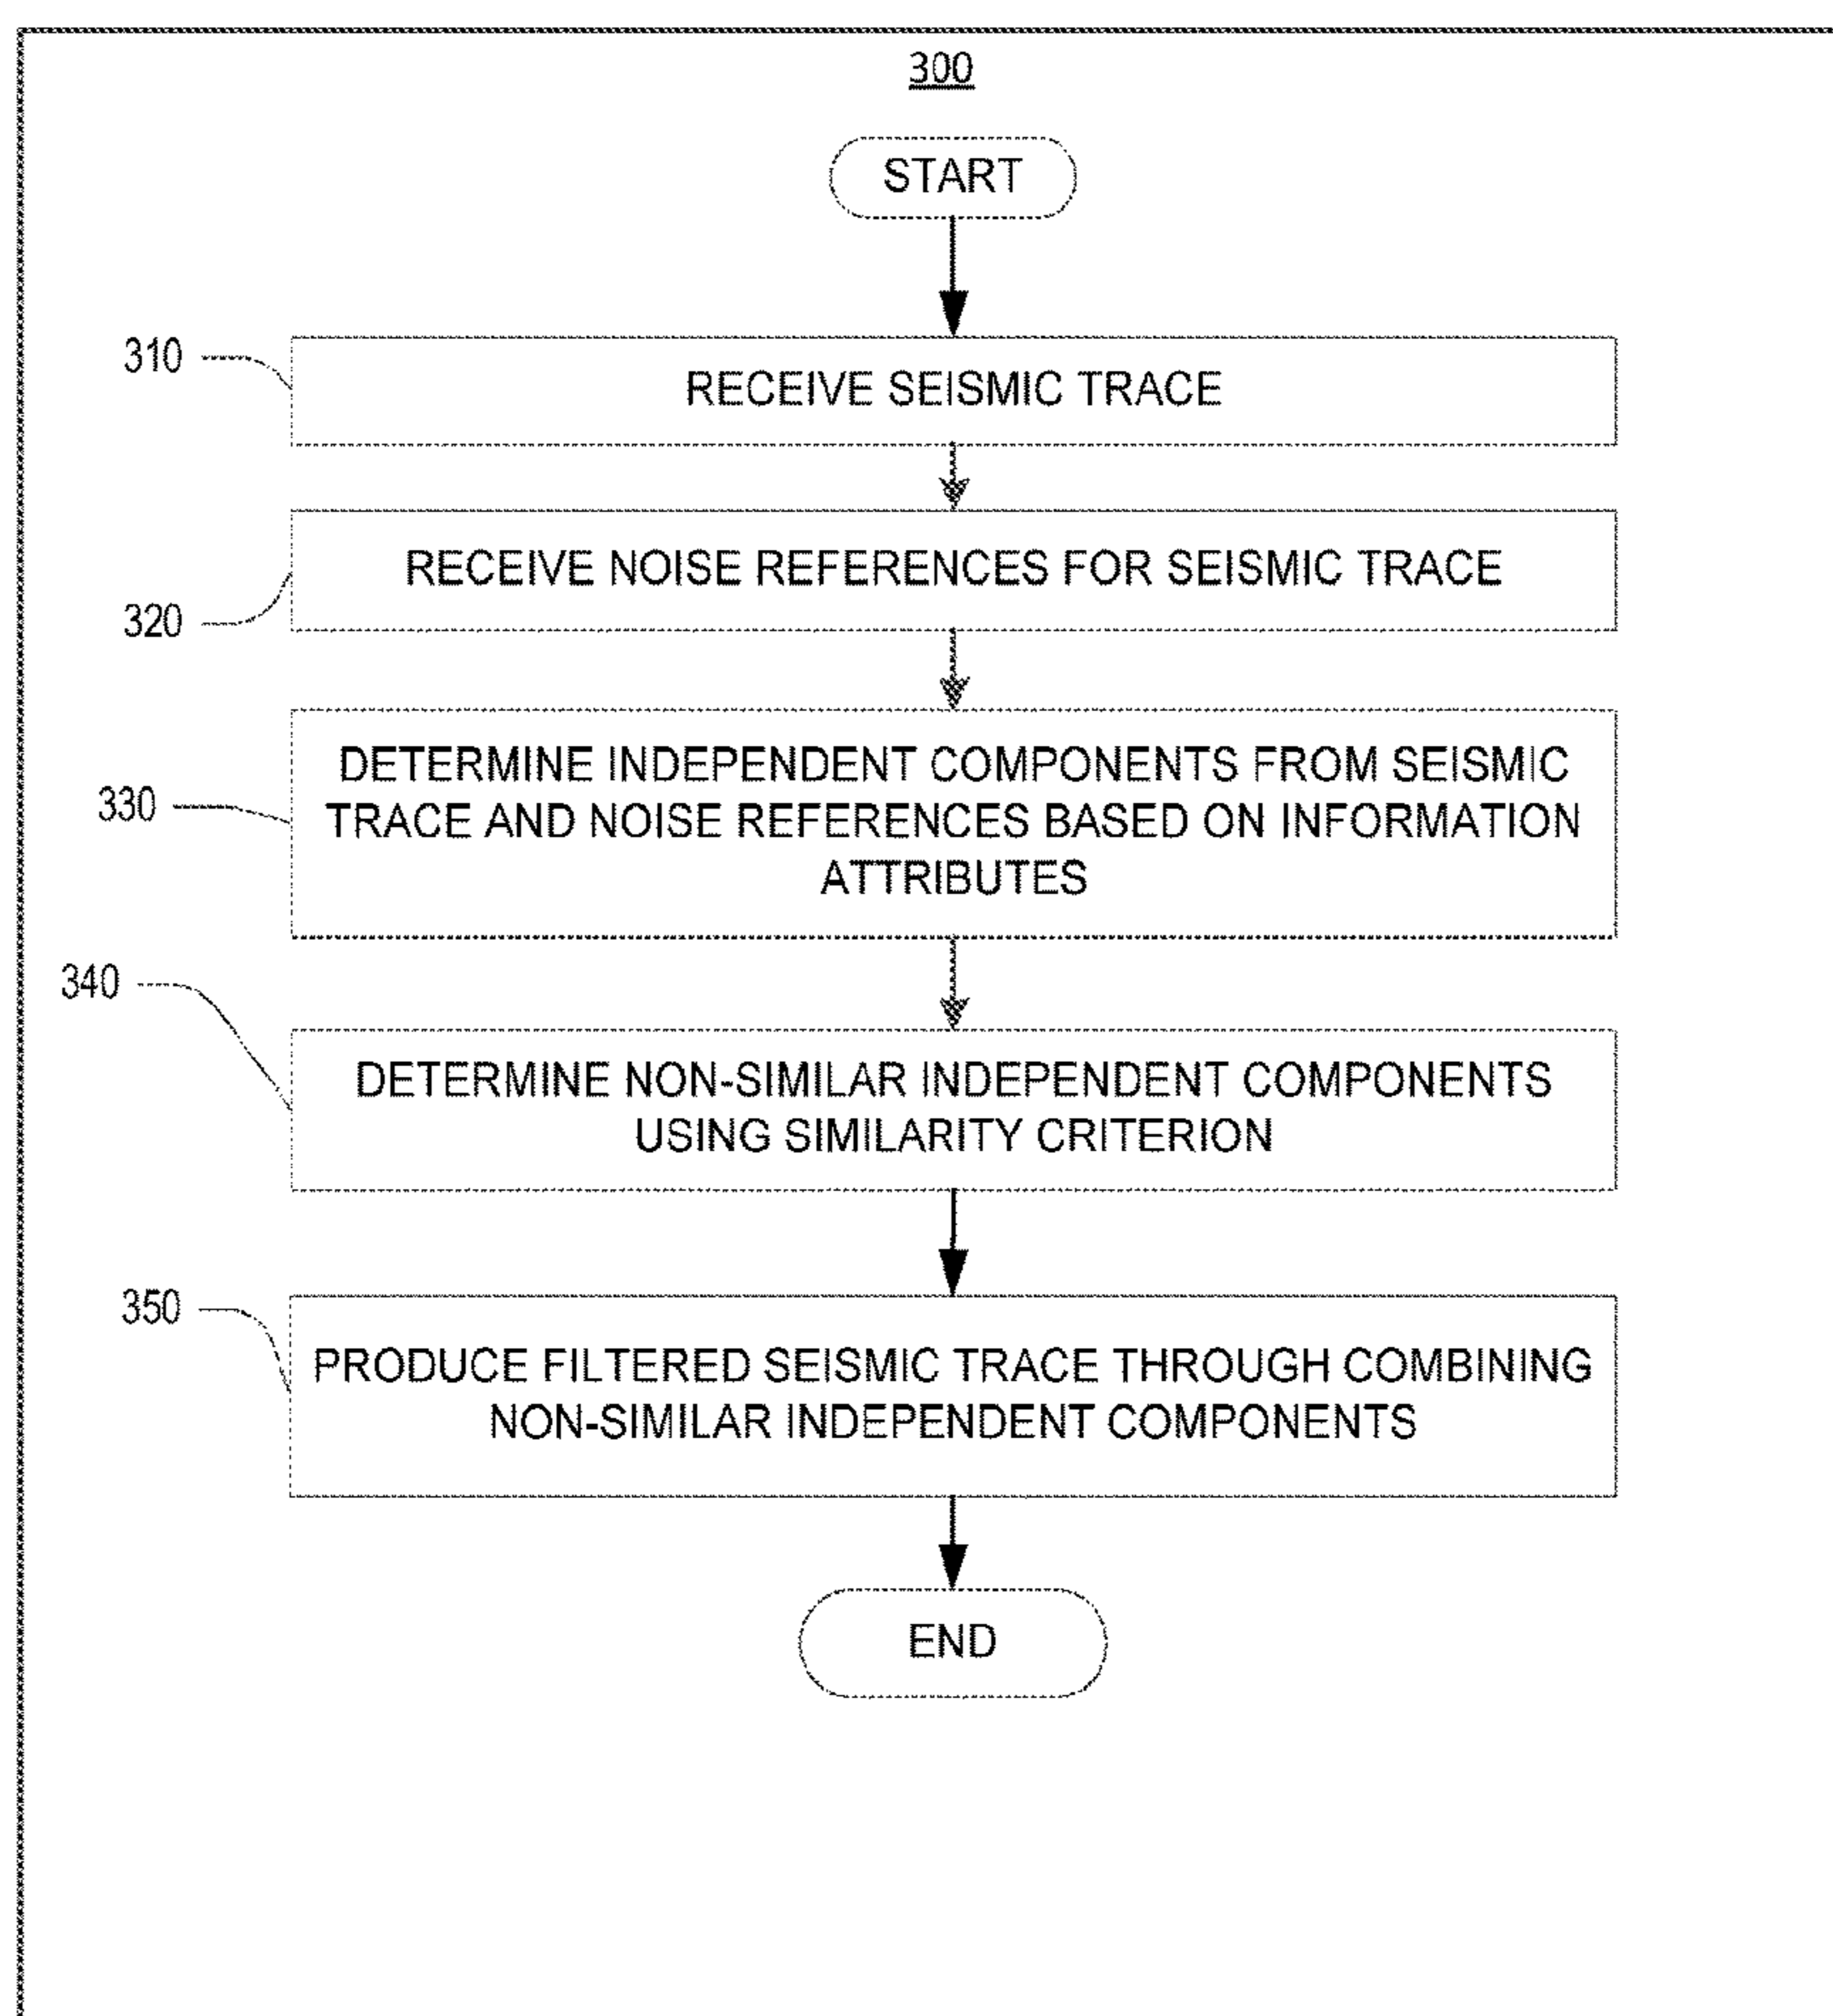 300
START
310
RECEIVE SEISMIC TRACE
RECEIVE NOISE REFERENCES FOR SEISMIC TRACE
320
DETERMINE INDEPENDENT COMPONENTS FROM SEISMIC
330
TRACE AND NOISE REFERENCES BASED ON INFORMATION
ATTRIBUTES
340
DETERMINE NON-SIMILAR INDEPENDENT COMPONENTS
USING SIMILARITY CRITERION
350
PRODUCE FILTERED SEISMIC TRACE THROUGH COMBINING
NON-SIMILAR INDEPENDENT COMPONENTS
END